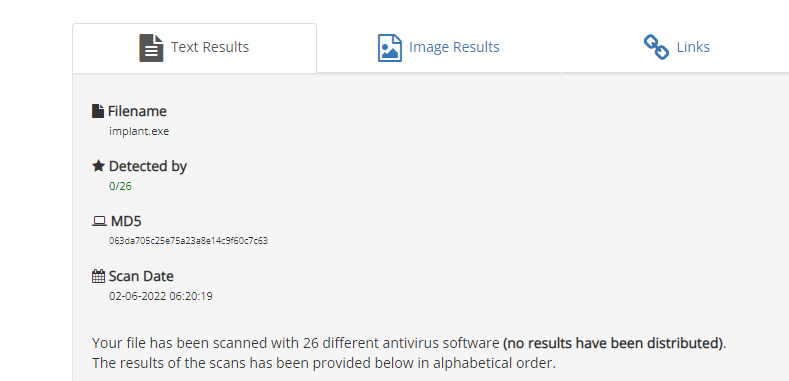 Text Results
Image Results
Links
Filename
implant.exe
Detected by
0/26
MD5
063da705c25e75a23a8e14c9f60c7c63
Scan Date
02-06-2022 06:20:19
Your file has been scanned with 26 different antivirus software (no results have been distributed).
The results of the scans has been provided below in alphabetical order.